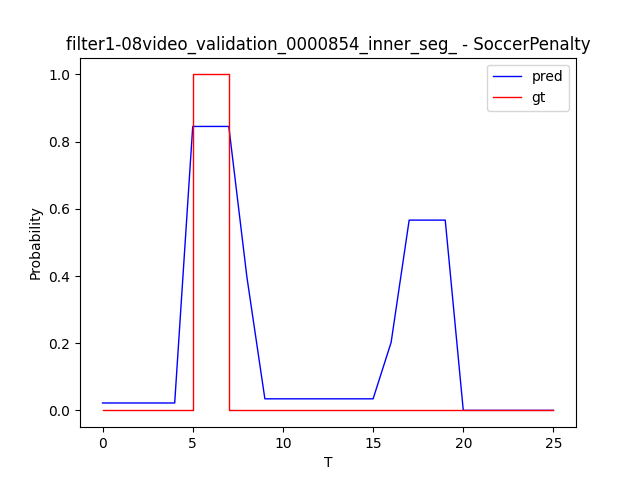 filter1-08video_validation_0000854_inner_seg_ - SoccerPenalty
pred
gt
1.0
0.8
0.6
0.4
0.2
0.0
Probability
0
5
10
15
20
25
T